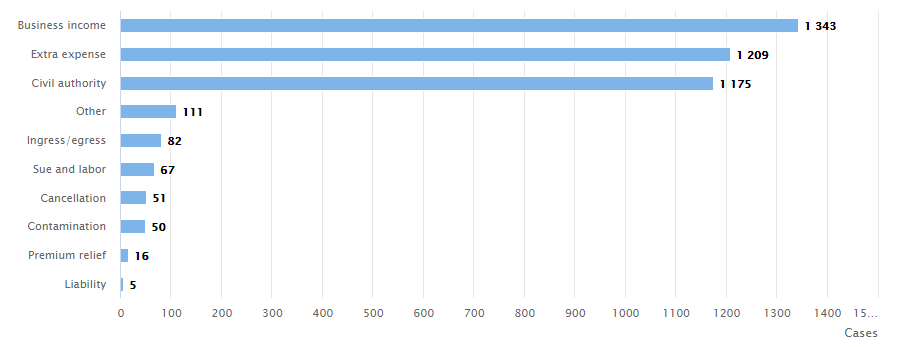 Business income 1 343
Extra expense 1 209
Civil authority 1 175
Other 111
Ingress/egress 82
Sue and labor 67
Cancellation 51
Contamination 50
Premium relief 16
Liability 5
0 100 200 300 400 500 600 700 800 900 1000 1100 1200 1300 1400 15…
Cases